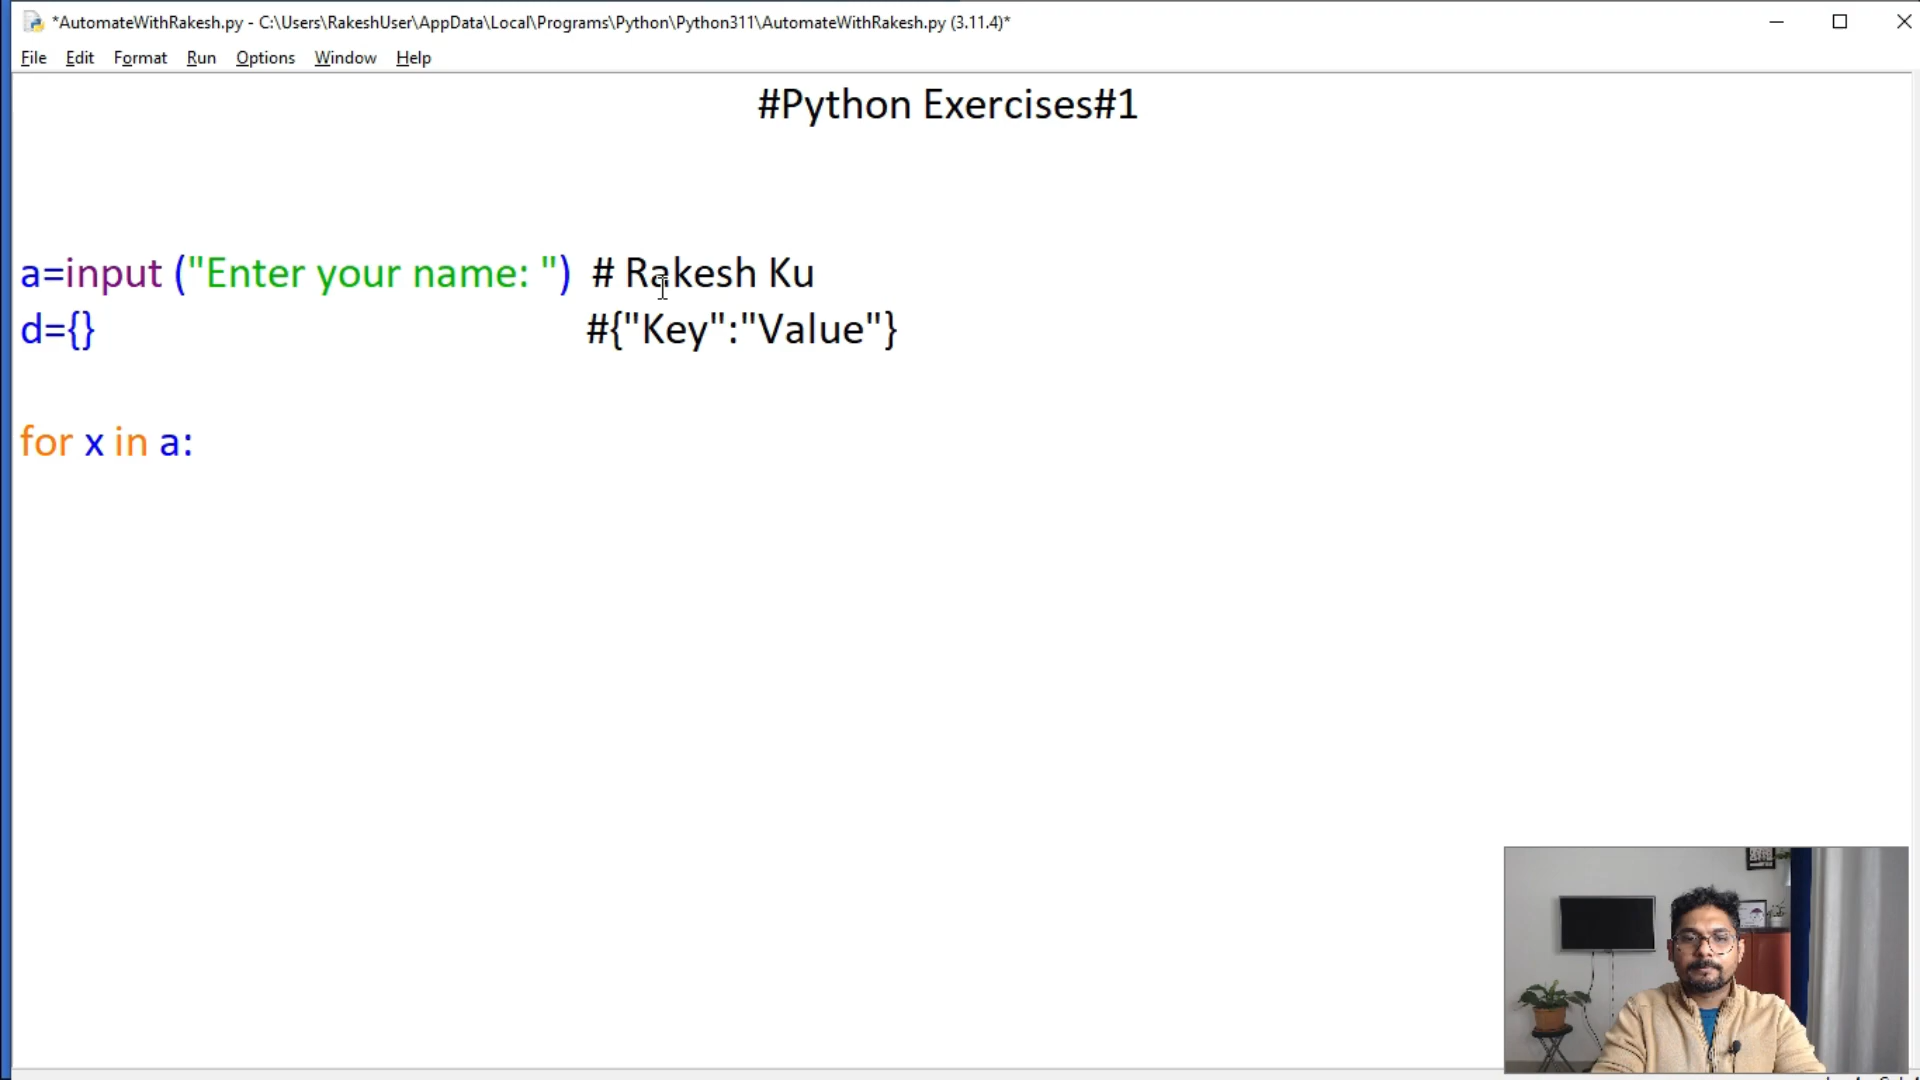 *AutomateWithRakesh.py - C:\Users\RakeshUser\AppData\Local\Programs\Python\Python311\AutomateWithRakesh.py (3.11.4)*
File Edit Format Run Options Window Help
#Python Exercises#1
a=input ("Enter your name: ") # Rakesh Ku
d={} #{"Key":"Value"}
for x in a: